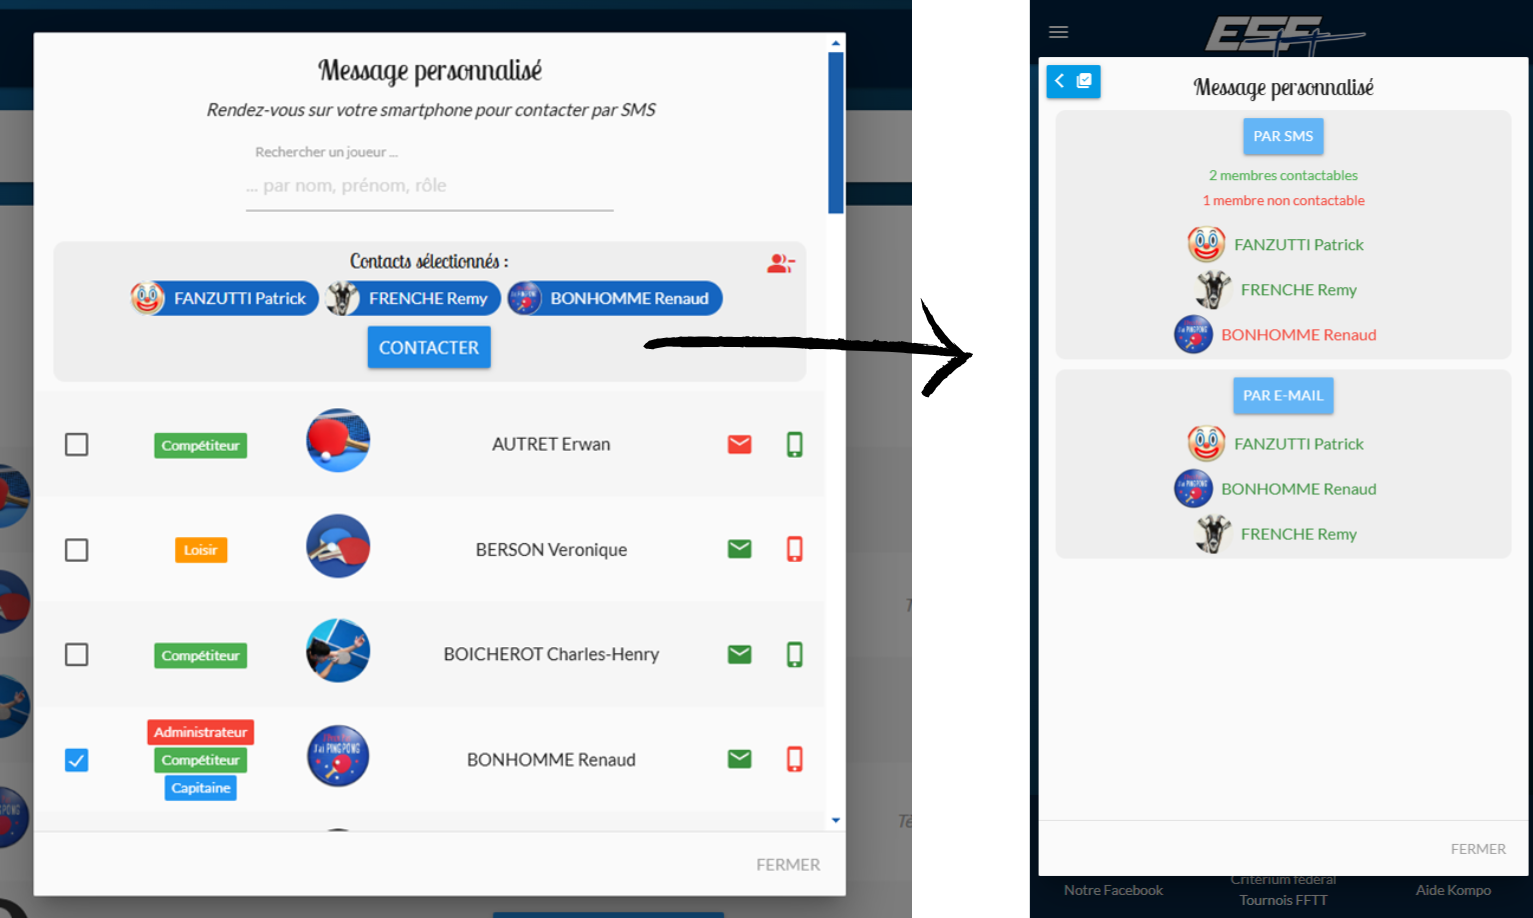 Message personnalisé
Rendez-vous sur votre smartphone pour contacter par SMS
Rechercher un joueur ...
... par nom, prénom, rôle
Contacts sélectionnés :
FANZUTTI Patrick
FRENCHE Remy
BONHOMME Renaud
CONTACTER
Compétiteur
AUTRET Erwan
Loisir
BERSON Veronique
Compétiteur
BOICHEROT Charles-Henry
Administrateur
Compétiteur
Capitaine
J'ai PING PONG
BONHOMME Renaud
FERMER
ESF
Message personnalisé
PAR SMS
2 membres contactables
1 membre non contactable
FANZUTTI Patrick
FRENCHE Remy
BONHOMME Renaud
PAR E-MAIL
FANZUTTI Patrick
BONHOMME Renaud
FRENCHE Remy
FERMER
Notre Facebook
Critérium fédéral
Tournois FFTT
Aide Kompo